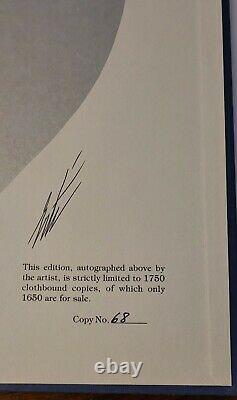 This edition, autographed above by
the artist, is strictly limited to 1750
clothbound copies, of which only
1650 are for sale.
Copy No. 68
worthpoint